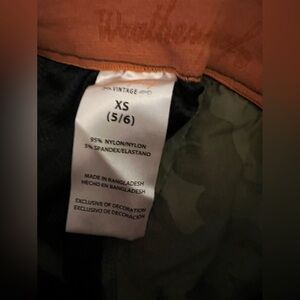 VINTAGE
XS
(5/6)
95% NYLON/NYLON
5% SPANDEX/ELASTANO
MADE IN BANGLADESH
HECHO EN BANGLADESH
EXCLUSIVE OF DECORATION
EXCLUSIVO DE DECORACIÓN